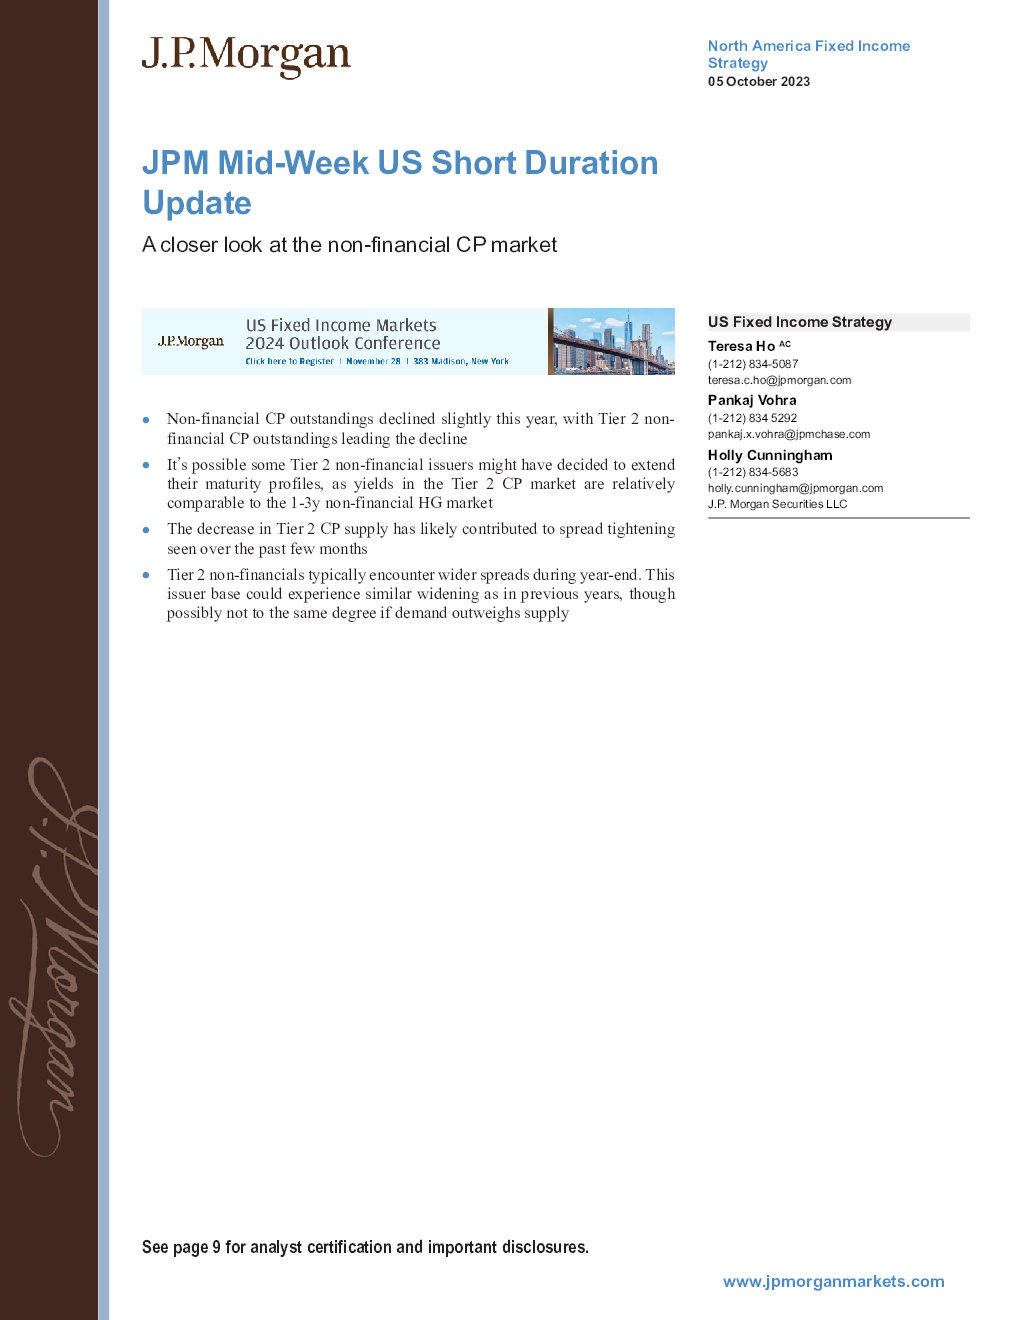 J.P.Morgan
North America Fixed Income
Strategy
05 October 2023
JPM Mid-Week US Short Duration
Update
A closer look at the non-financial CP market
J.P.Morgan
US Fixed Income Markets
2024 Outlook Conference
Click here to Register | November 28 | 383 Madison, New York
• Non-financial CP outstandings declined slightly this year, with Tier 2 non-
financial CP outstandings leading the decline
• It's possible some Tier 2 non-financial issuers might have decided to extend
their maturity profiles, as yields in the Tier 2 CP market are relatively
comparable to the 1-3y non-financial HG market
• The decrease in Tier 2 CP supply has likely contributed to spread tightening
seen over the past few months
• Tier 2 non-financials typically encounter wider spreads during year-end. This
issuer base could experience similar widening as in previous years, though
possibly not to the same degree if demand outweighs supply
US Fixed Income Strategy
Teresa Ho AC
(1-212) 834-5087
teresa.c.ho@jpmorgan.com
Pankaj Vohra
(1-212) 834 5292
pankaj.x.vohra@jpmchase.com
Holly Cunningham
(1-212) 834-5683
holly.cunningham@jpmorgan.com
J.P. Morgan Securities LLC
J.P. Morgan
See page 9 for analyst certification and important disclosures.
www.jpmorganmarkets.com